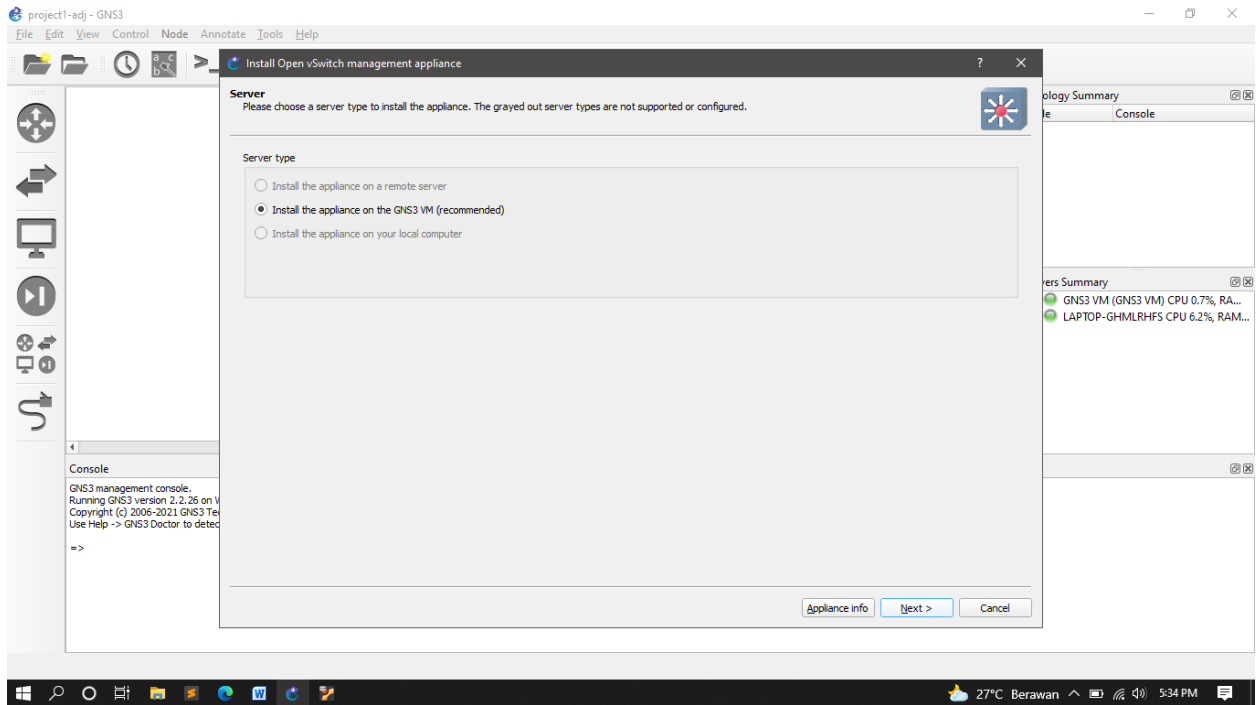 project1-adj - GNS3
File Edit View Control Node Annotate Tools Help
Install Open vSwitch management appliance
?
Server
Please choose a server type to install the appliance. The grayed out server types are not supported or configured.
Server type
Install the appliance on a remote server
Install the appliance on the GNS3 VM (recommended)
Install the appliance on your local computer
Appliance info
Next >
Cancel
ology Summary
le Console
ers Summary
GNS3 VM (GNS3 VM) CPU 0.7%, RA...
LAPTOP-GHMLRHFS CPU 6.2%, RAM...
Console
GNS3 management console.
Running GNS3 version 2.2.26 on W
Copyright (c) 2006-2021 GNS3 Te
Use Help -> GNS3 Doctor to detec
=>
27°C Berawan 5:34 PM